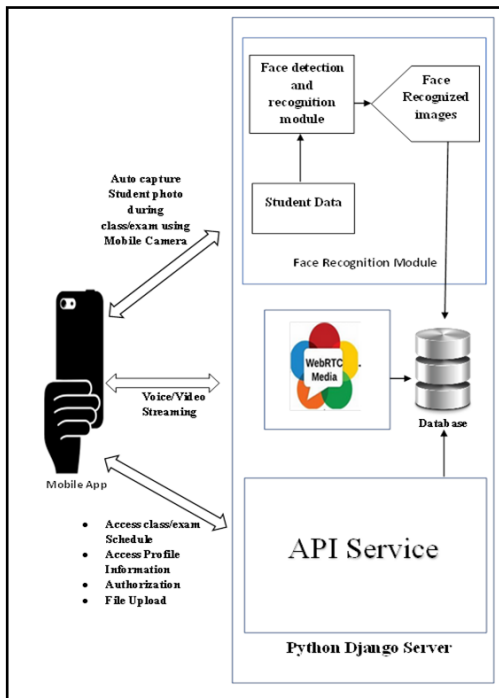 Face detection
and
recognition
module
Face
Recognized
images
Student Data
Face Recognition Module
Auto capture
Student photo
during
class/exam using
Mobile Camera
WebRTC
Media
Voice/Video
Streaming
Database
Mobile App
• Access class/exam
Schedule
• Access Profile
Information
• Authorization
• File Upload
API Service
Python Django Server